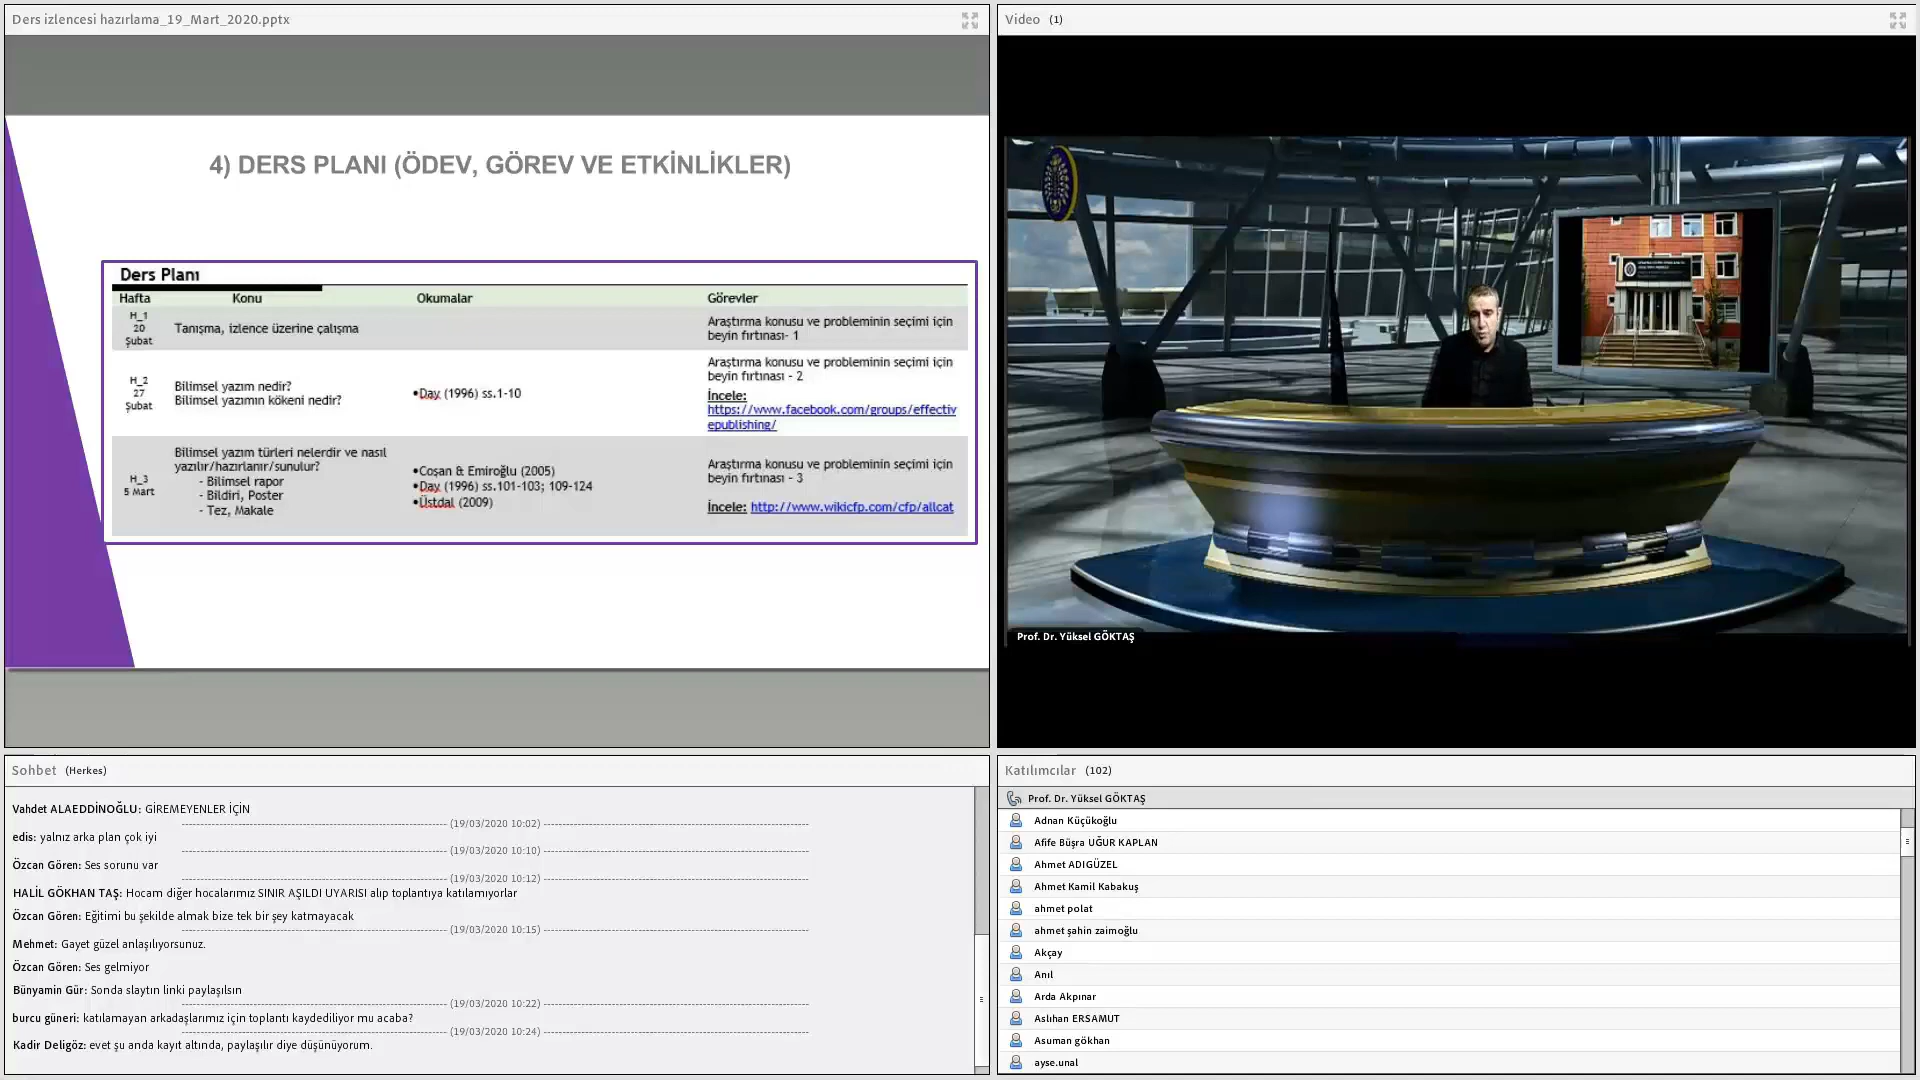 Ders izlencesi hazırlama_19_Mart_2020.pptx
4) DERS PLANI (ÖDEV, GÖREV VE ETKİNLİKLER)
Ders Planı
Hafta Konu Okumalar Görevler
H_1
20
Şubat
Tanışma, izlence üzerine çalışma
Araştırma konusu ve probleminin seçimi için
beyin fırtınası- 1
H_2
27
Şubat
Bilimsel yazım nedir?
Bilimsel yazımın kökeni nedir?
•Day (1996) ss.1-10
Araştırma konusu ve probleminin seçimi için
beyin fırtınası - 2
İncele:
https://www.facebook.com/groups/effectiv
epublishing/
H_3
5 Mart
Bilimsel yazım türleri nelerdir ve nasıl
yazılır/hazırlanır/sunulur?
- Bilimsel rapor
- Bildiri, Poster
- Tez, Makale
•Coşan & Emiroğlu (2005)
•Day (1996) ss.101-103; 109-124
•Üstdal (2009)
Araştırma konusu ve probleminin seçimi için
beyin fırtınası - 3
İncele: http://www.wikicfp.com/cfp/allcat
Video (1)
Prof. Dr. Yüksel GÖKTAŞ
Sohbet (Herkes)
Vahdet ALAEDDİNOĞLU: GİREMEYENLER İÇİN
(19/03/2020 10:02)
edis: yalnız arka plan çok iyi
(19/03/2020 10:10)
Özcan Gören: Ses sorunu var
(19/03/2020 10:12)
HALİL GÖKHAN TAŞ: Hocam diğer hocalarımız SINIR AŞILDI UYARISI alıp toplantıya katılamıyorlar
Özcan Gören: Eğitimi bu şekilde almak bize tek bir şey katmayacak
(19/03/2020 10:15)
Mehmet: Gayet güzel anlaşılıyorsunuz.
Özcan Gören: Ses gelmiyor
Bünyamin Gür: Sonda slaytın linki paylaşılsın
(19/03/2020 10:22)
burcu güneri: katılamayan arkadaşlarımız için toplantı kaydediliyor mu acaba?
(19/03/2020 10:24)
Kadir Deligöz: evet şu anda kayıt altında, paylaşılır diye düşünüyorum.
Katılımcılar (102)
Prof. Dr. Yüksel GÖKTAŞ
Adnan Küçükoğlu
Afife Büşra UĞUR KAPLAN
Ahmet ADIGÜZEL
Ahmet Kamil Kabakuş
ahmet polat
ahmet şahin zaimoğlu
Akçay
Anıl
Arda Akpınar
Aslıhan ERSAMUT
Asuman gökhan
ayse.unal